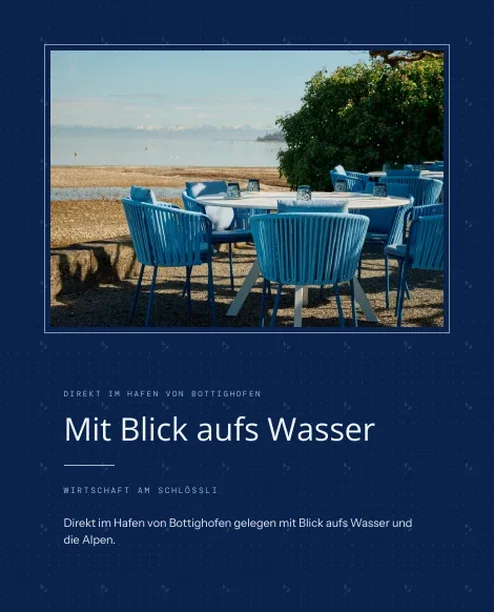 DIREKT IM HAFEN VON BOTTIGHOFEN
Mit Blick aufs Wasser
WIRTSCHAFT AM SCHLÖSSLI
Direkt im Hafen von Bottighofen gelegen mit Blick aufs Wasser und
die Alpen.